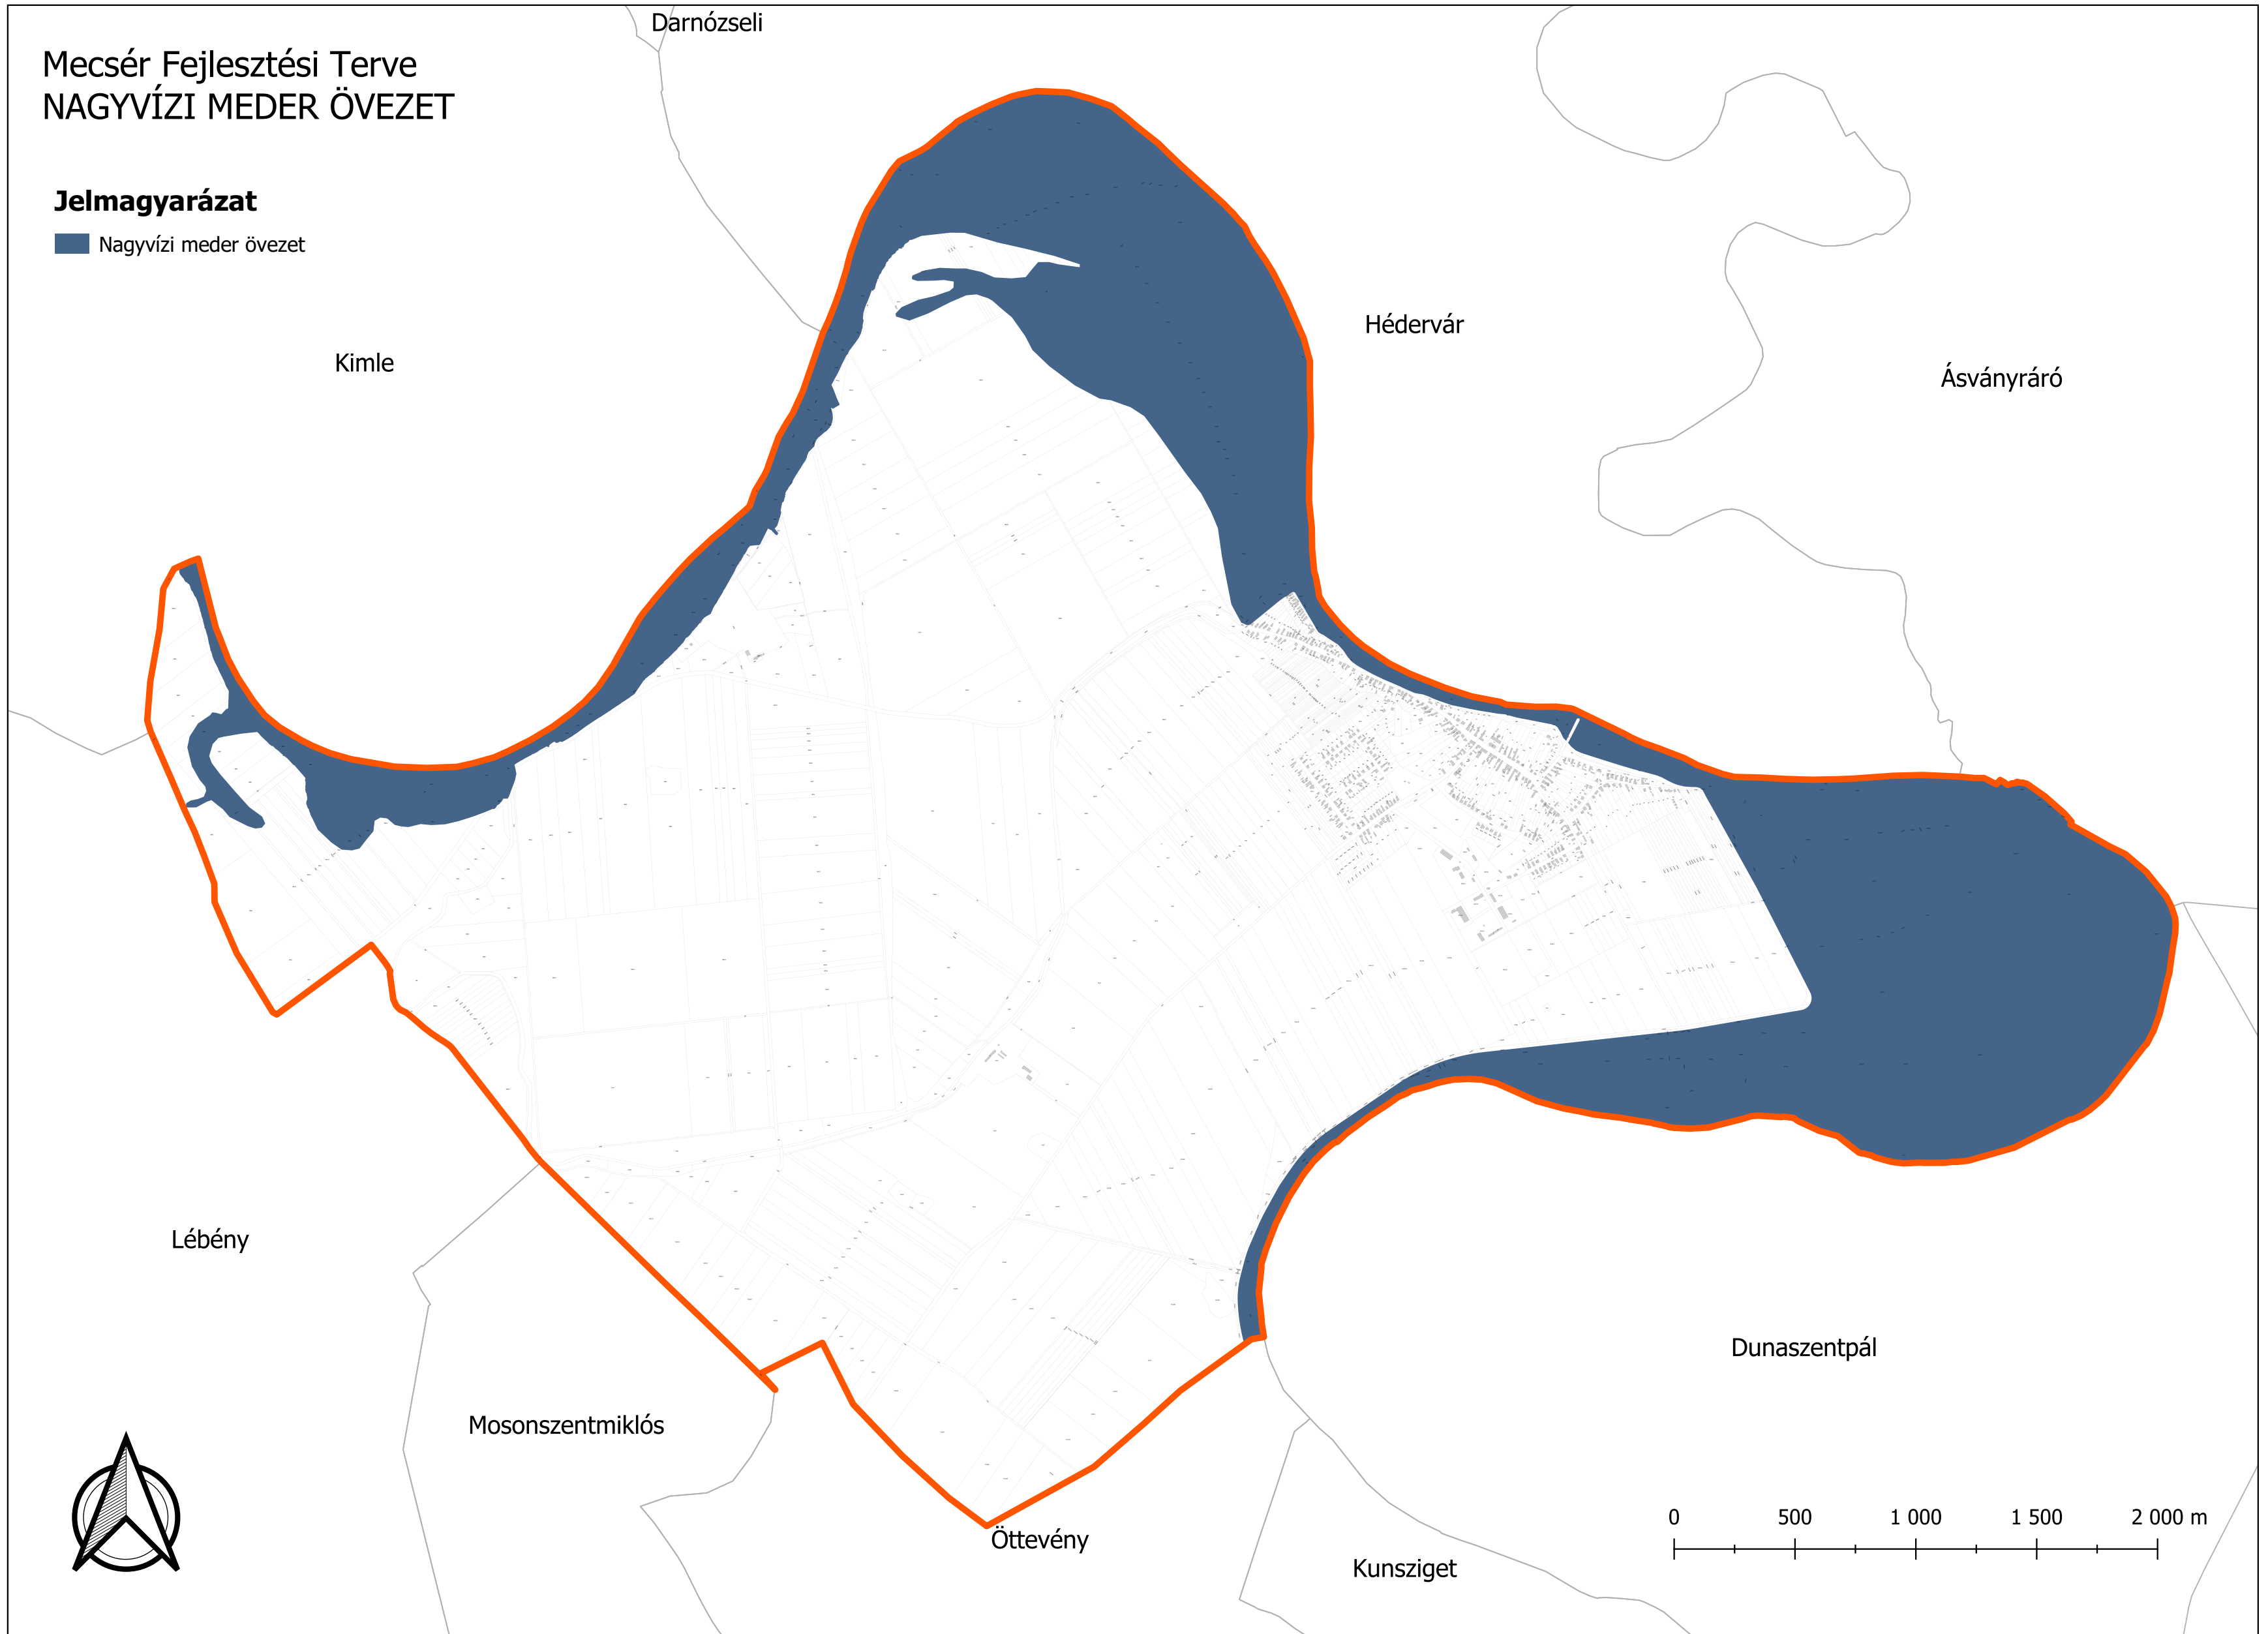 Darnózseli
Mecsér Fejlesztési Terve
NAGYVÍZI MEDER ÖVEZET
Jelmagyarázat
Nagyvízi meder övezet
Hédervár
Kimle
Ásványráró
Lébény
Dunaszentpál
Mosonszentmiklós
Öttevény
Kunsziget
0 500 1 000 1 500 2 000 m